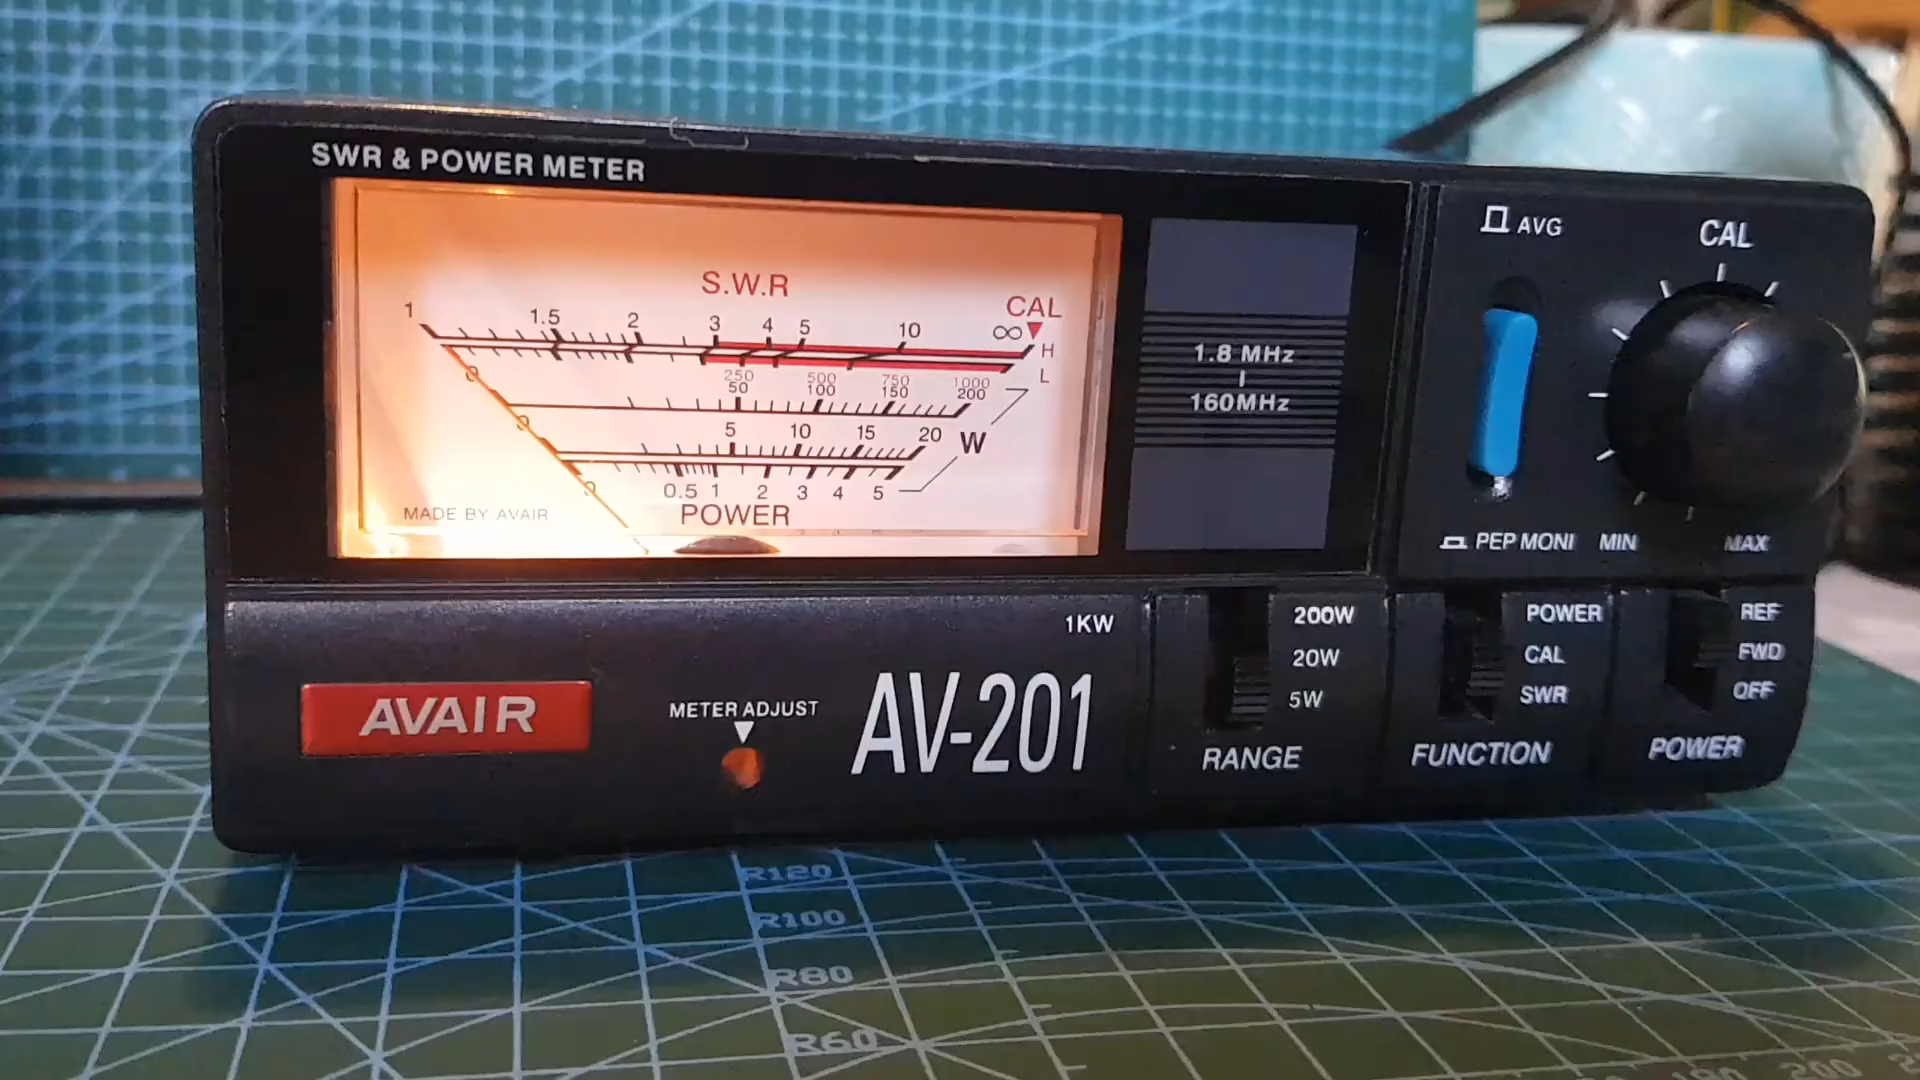 SWR & POWER METER
S.W.R
CAL
1 1.5 2 3 4 5 10 ∞
H
L
250 500 750 1000
50 100 150 200
0
5 10 15 20 W
0
0
0.5 1 2 3 4 5
MADE BY AVAIR
POWER
1.8 MHz
160MHz
AVG
CAL
PEP MONI
MIN MAX
AVAIR
METER ADJUST
AV-201
1KW
200W
20W
5W
RANGE
POWER
CAL
SWR
FUNCTION
REF
FWD
OFF
POWER
R120
R100
R80
R60